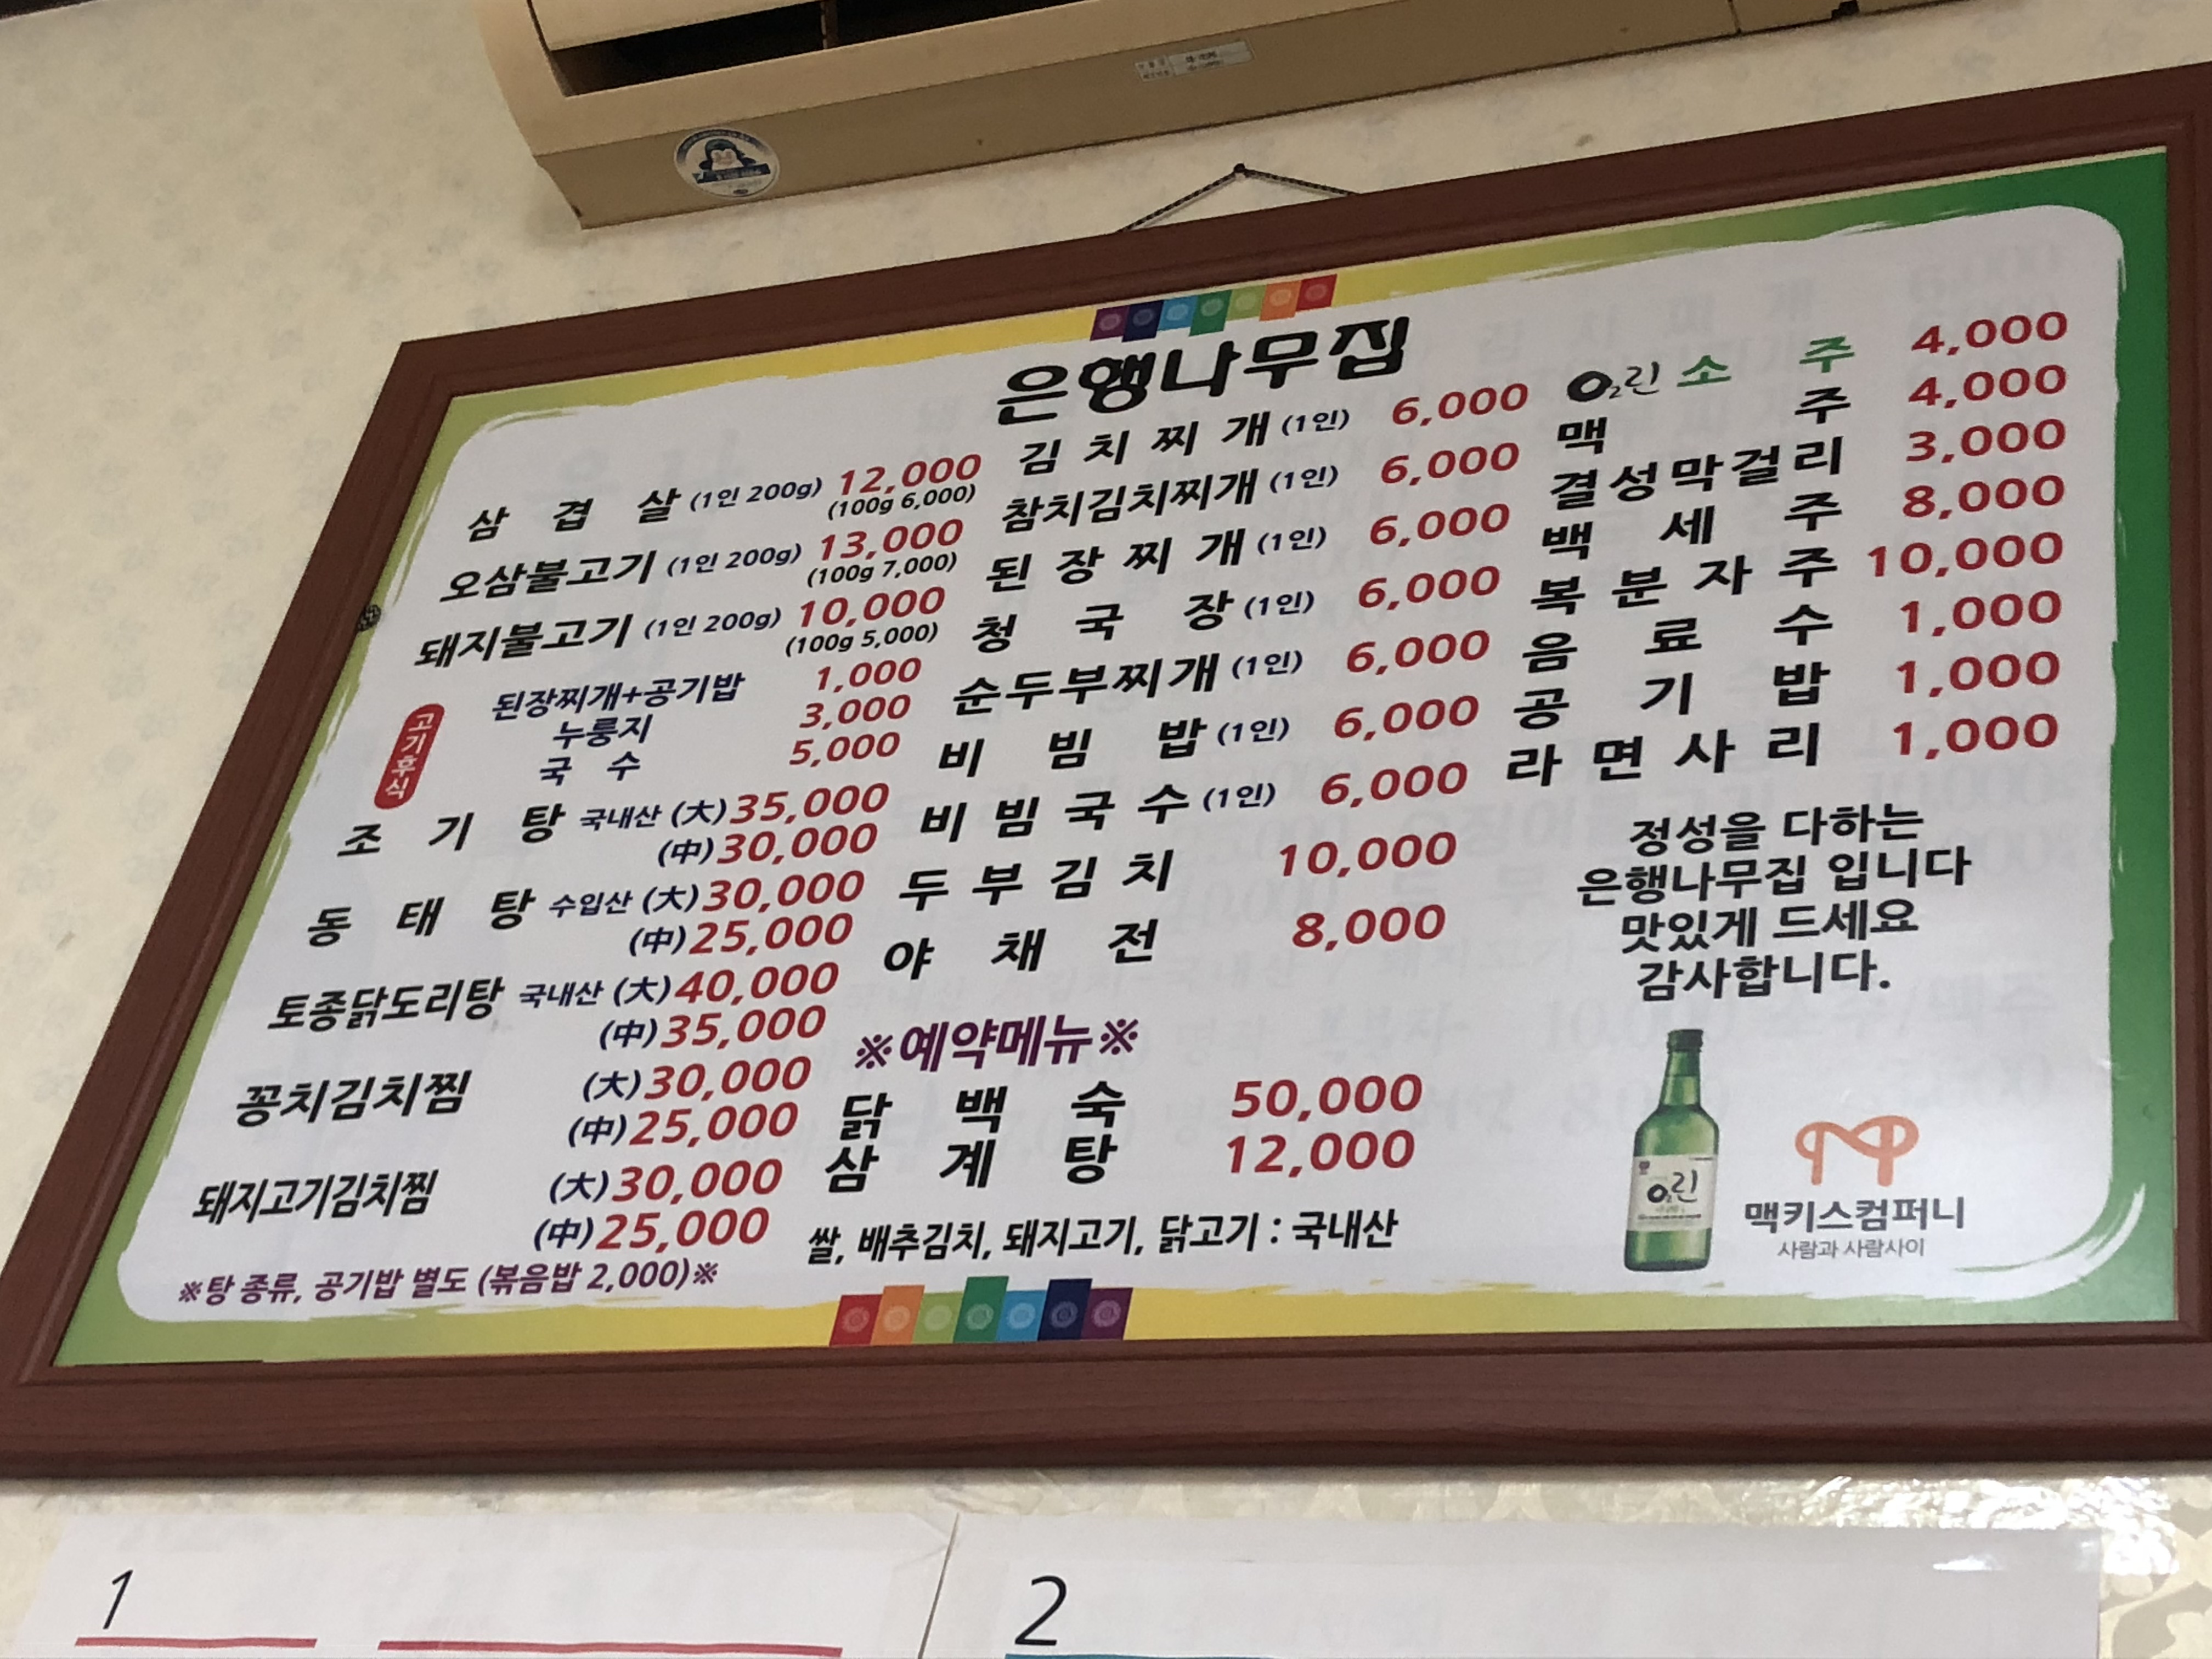 은행나무집
삼 겹 살 (1인 200g) 12,000
(100g 6,000)
오삼불고기 (1인 200g) 13,000
(100g 7,000)
돼지불고기 (1인 200g) 10,000
(100g 5,000)
고기후식
된장찌개+공기밥 1,000
누룽지 3,000
국 수 5,000
조 기 탕 국내산 (大) 35,000
(中) 30,000
동 태 탕 수입산 (大) 30,000
(中) 25,000
토종닭도리탕 국내산 (大) 40,000
(中) 35,000
꽁치김치찜 (大) 30,000
(中) 25,000
돼지고기김치찜 (大) 30,000
(中) 25,000
※탕 종류, 공기밥 별도 (볶음밥 2,000)※
김 치 찌 개 (1인) 6,000
참치김치찌개 (1인) 6,000
된 장 찌 개 (1인) 6,000
청 국 장 (1인) 6,000
순두부찌개 (1인) 6,000
비 빔 밥 (1인) 6,000
비 빔 국 수 (1인) 6,000
두 부 김 치 10,000
야 채 전 8,000
※예약메뉴※
닭 백 숙 50,000
삼 계 탕 12,000
쌀, 배추김치, 돼지고기, 닭고기 : 국내산
O2린 소 주 4,000
맥 주 4,000
결성막걸리 3,000
백 세 주 8,000
복 분 자 주 10,000
음 료 수 1,000
공 기 밥 1,000
라 면 사 리 1,000
정성을 다하는
은행나무집 입니다
맛있게 드세요
감사합니다.
O2린
맥키스컴퍼니
사람과 사람사이
1
2